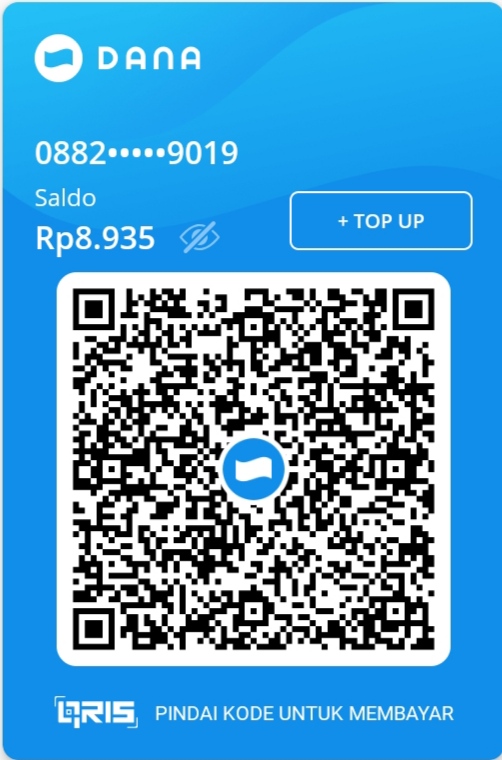 DANA
0882•••••9019
Saldo
Rp8.935
+ TOP UP
QRIS PINDAI KODE UNTUK MEMBAYAR